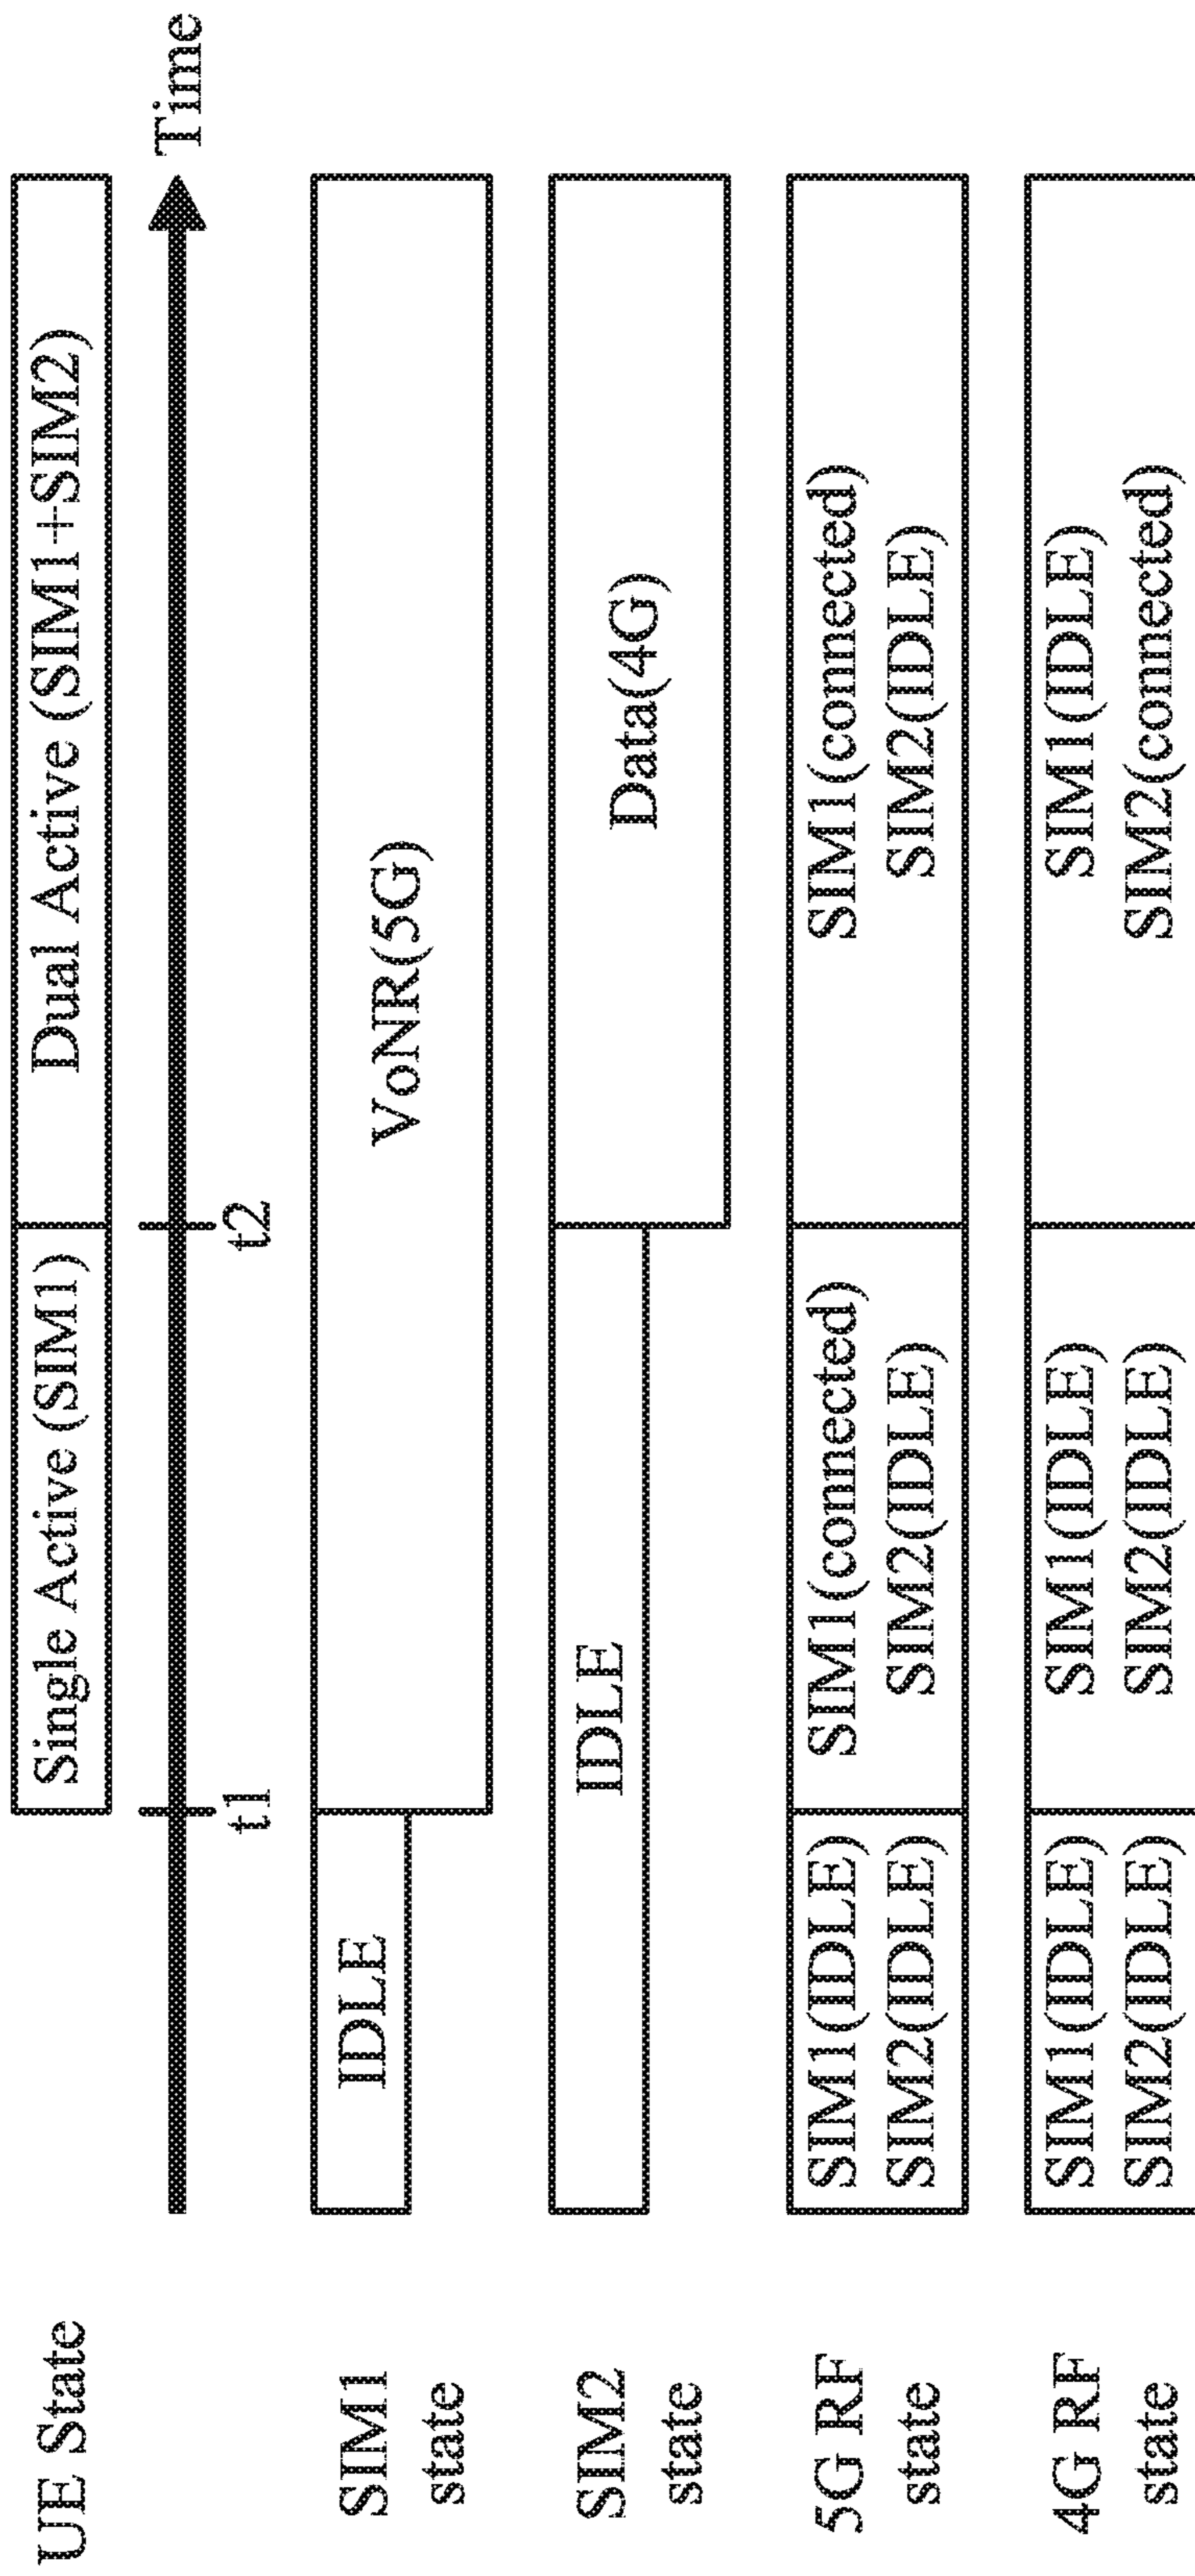 UE State
Single Active (SIM1)
Dual Active (SIM1+SIM2)
Time
t1
t2
SIM1
state
IDLE
VoNR(5G)
SIM2
state
IDLE
Data(4G)
5G RF
state
SIM1(IDLE)
SIM2(IDLE)
SIM1(connected)
SIM2(IDLE)
SIM1(connected)
SIM2(IDLE)
4G RF
state
SIM1(IDLE)
SIM2(IDLE)
SIM1(IDLE)
SIM2(IDLE)
SIM1(IDLE)
SIM2(connected)